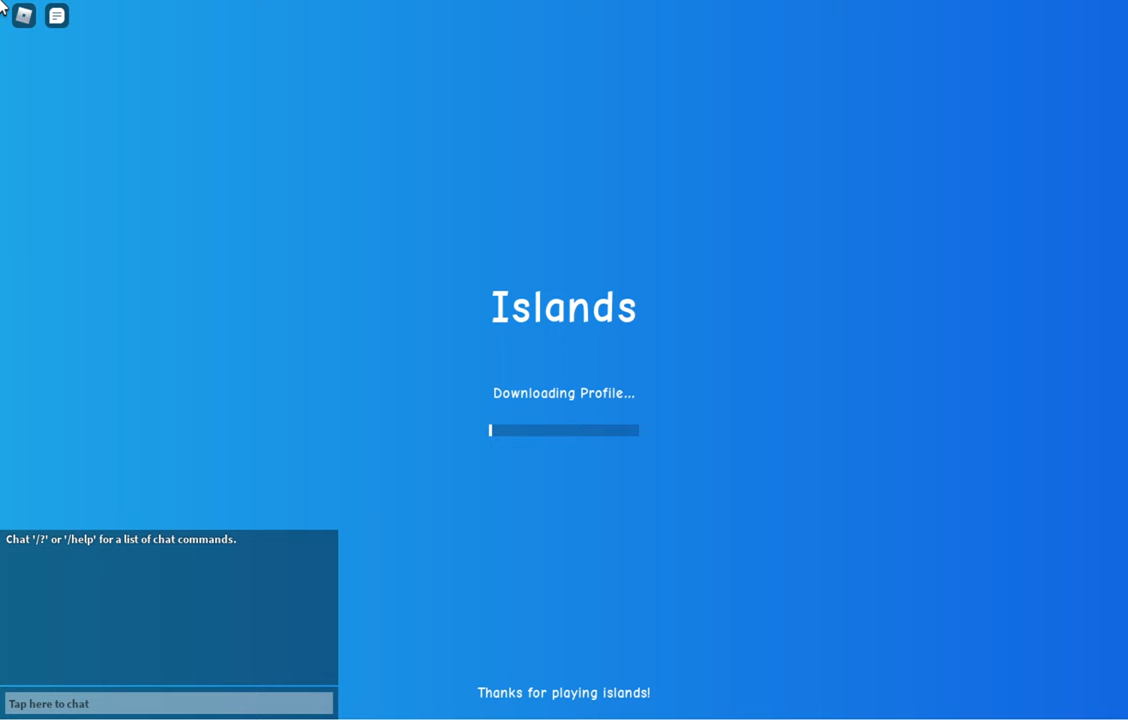 Islands
Downloading Profile...
Chat '/?' or '/help' for a list of chat commands.
Tap here to chat
Thanks for playing islands!